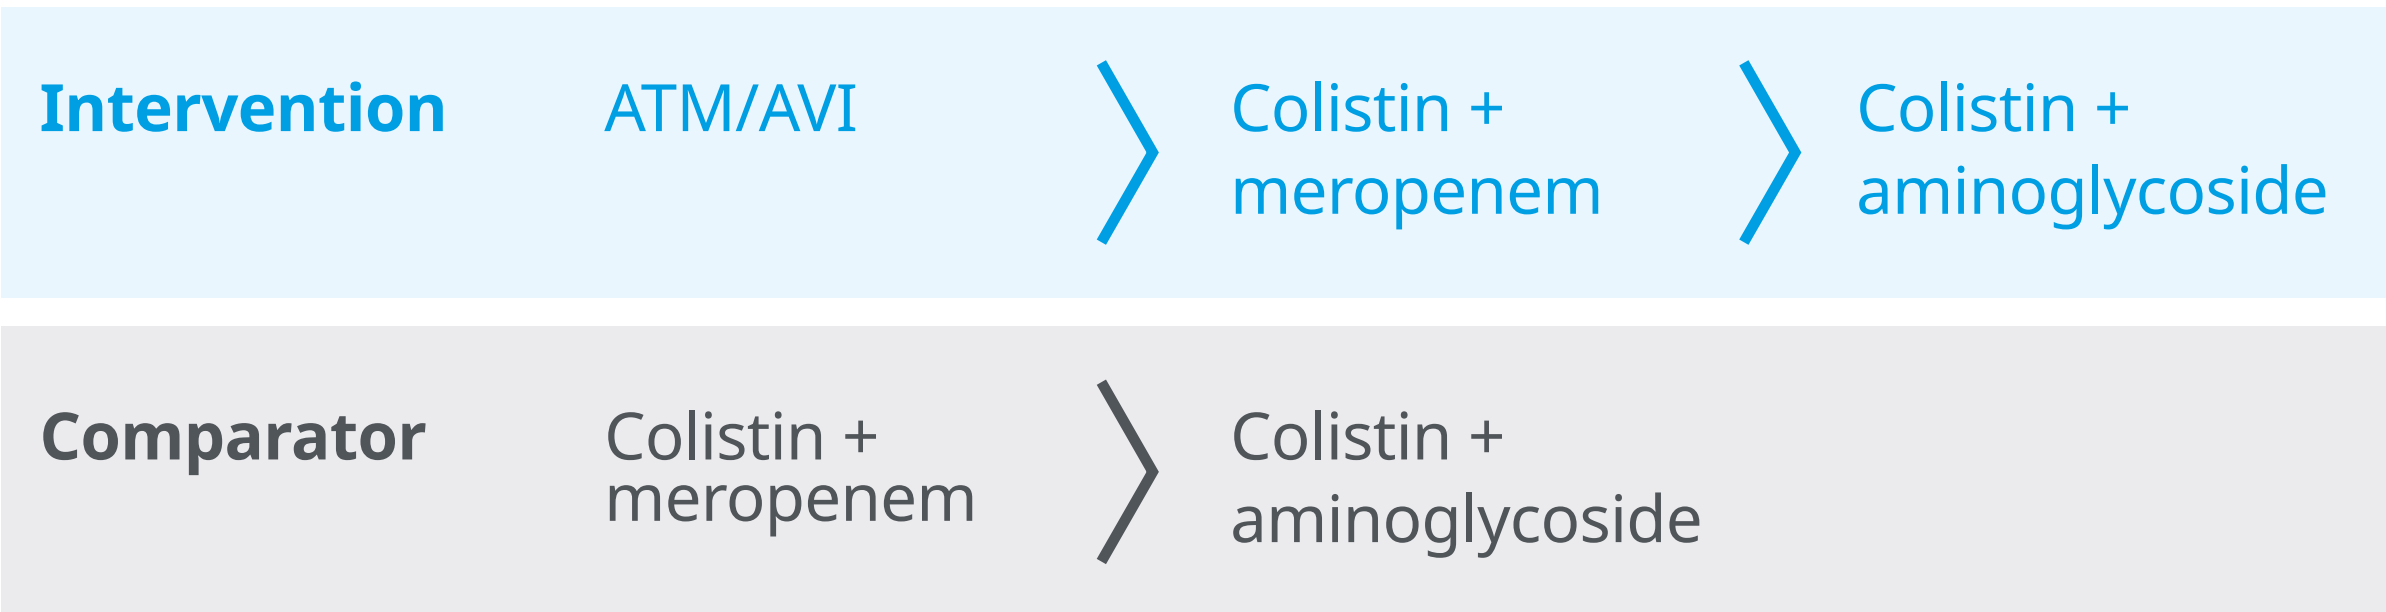 Intervention
ATM/AVI
Colistin +
meropenem
Colistin +
aminoglycoside
Comparator
Colistin +
meropenem
Colistin +
aminoglycoside